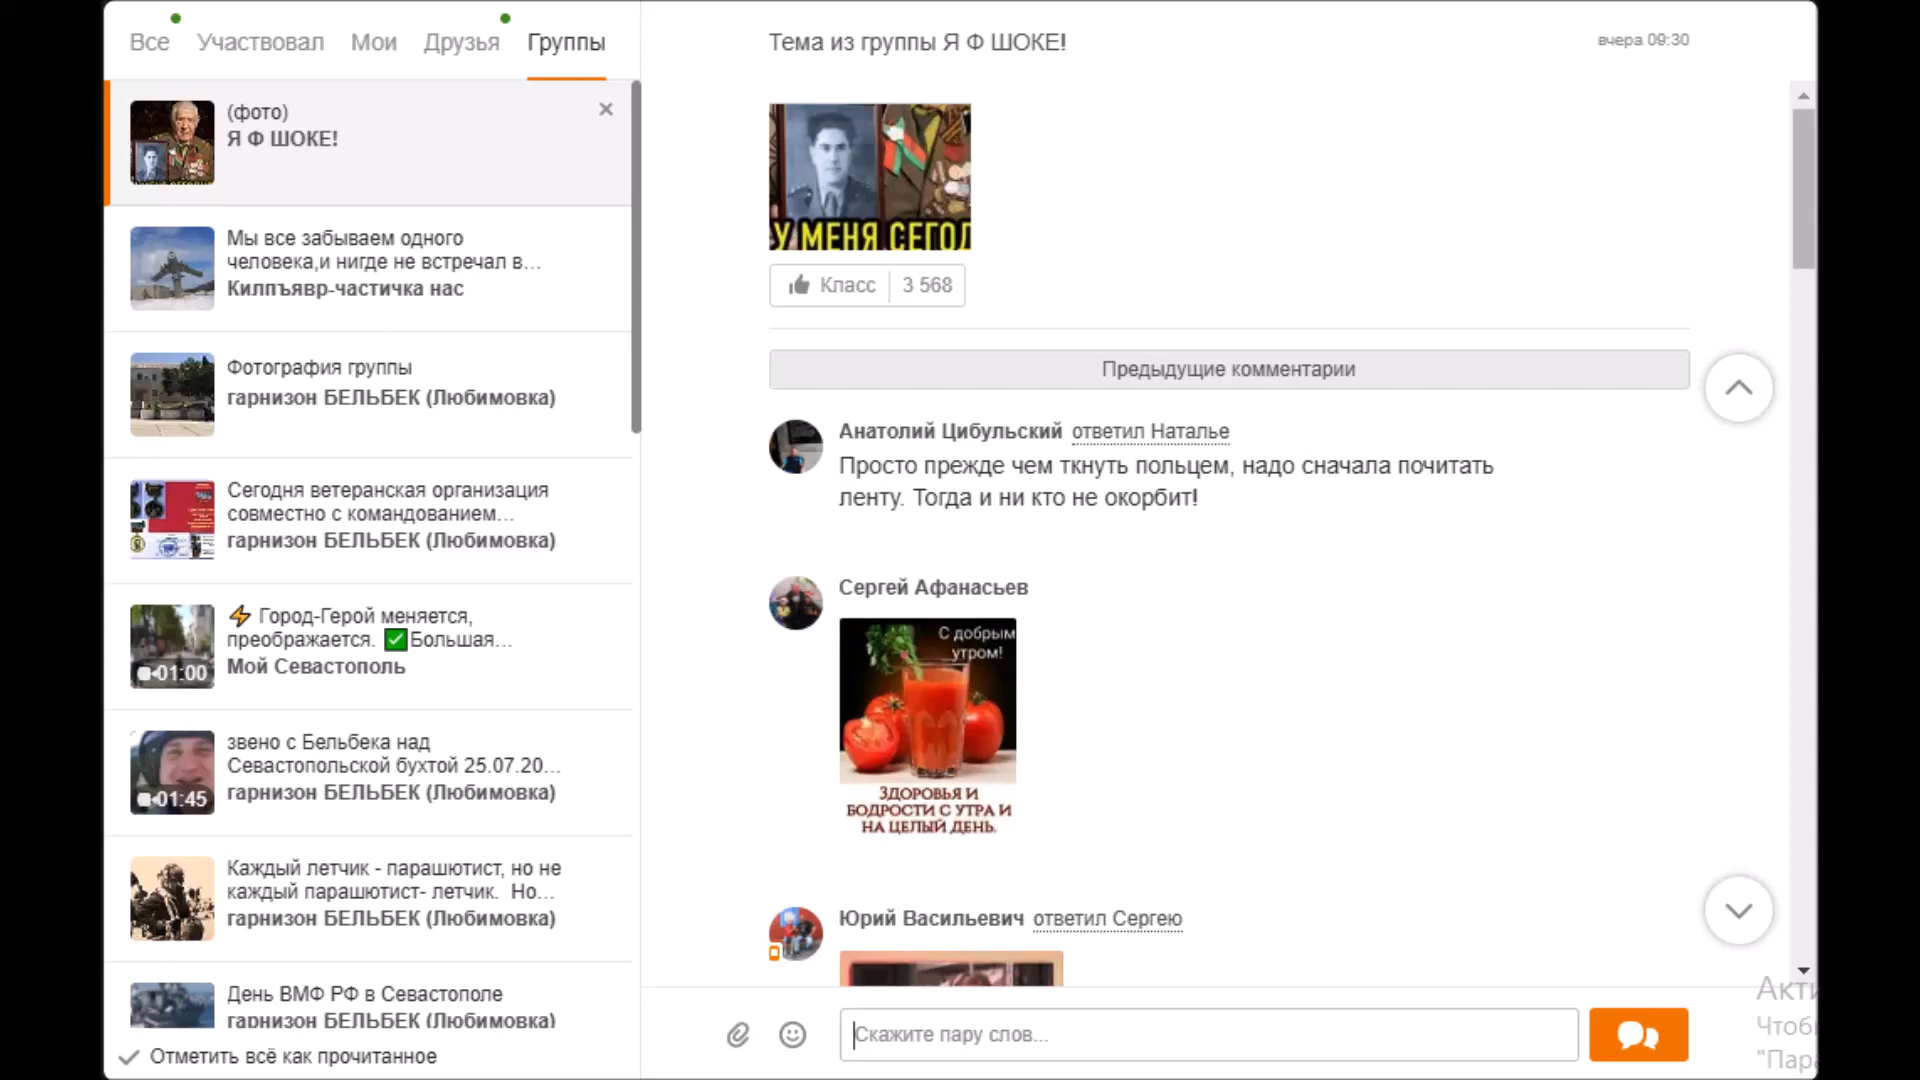 Все Участвовал Мои Друзья Группы
(фото)
Я Ф ШОКЕ!
Мы все забываем одного
человека,и нигде не встречал в...
Килпъявр-частичка нас
Фотография группы
гарнизон БЕЛЬБЕК (Любимовка)
Сегодня ветеранская организация
совместно с командованием...
гарнизон БЕЛЬБЕК (Любимовка)
⚡ Город-Герой меняется,
преображается. ✅Большая...
Мой Севастополь
01:00
звено с Бельбека над
Севастопольской бухтой 25.07.20...
гарнизон БЕЛЬБЕК (Любимовка)
01:45
Каждый летчик - парашютист, но не
каждый парашютист- летчик. Но...
гарнизон БЕЛЬБЕК (Любимовка)
День ВМФ РФ в Севастополе
гарнизон БЕЛЬБЕК (Любимовка)
Отметить всё как прочитанное
Тема из группы Я Ф ШОКЕ!
вчера 09:30
У МЕНЯ СЕГОД
Класс 3 568
Предыдущие комментарии
Анатолий Цибульский ответил Наталье
Просто прежде чем ткнуть польцем, надо сначала почитать
ленту. Тогда и ни кто не окорбит!
Сергей Афанасьев
С добрым
утром!
ЗДОРОВЬЯ И
БОДРОСТИ С УТРА И
НА ЦЕЛЫЙ ДЕНЬ.
Юрий Васильевич ответил Сергею
Скажите пару слов...
Акти
Чтоб
"Пар